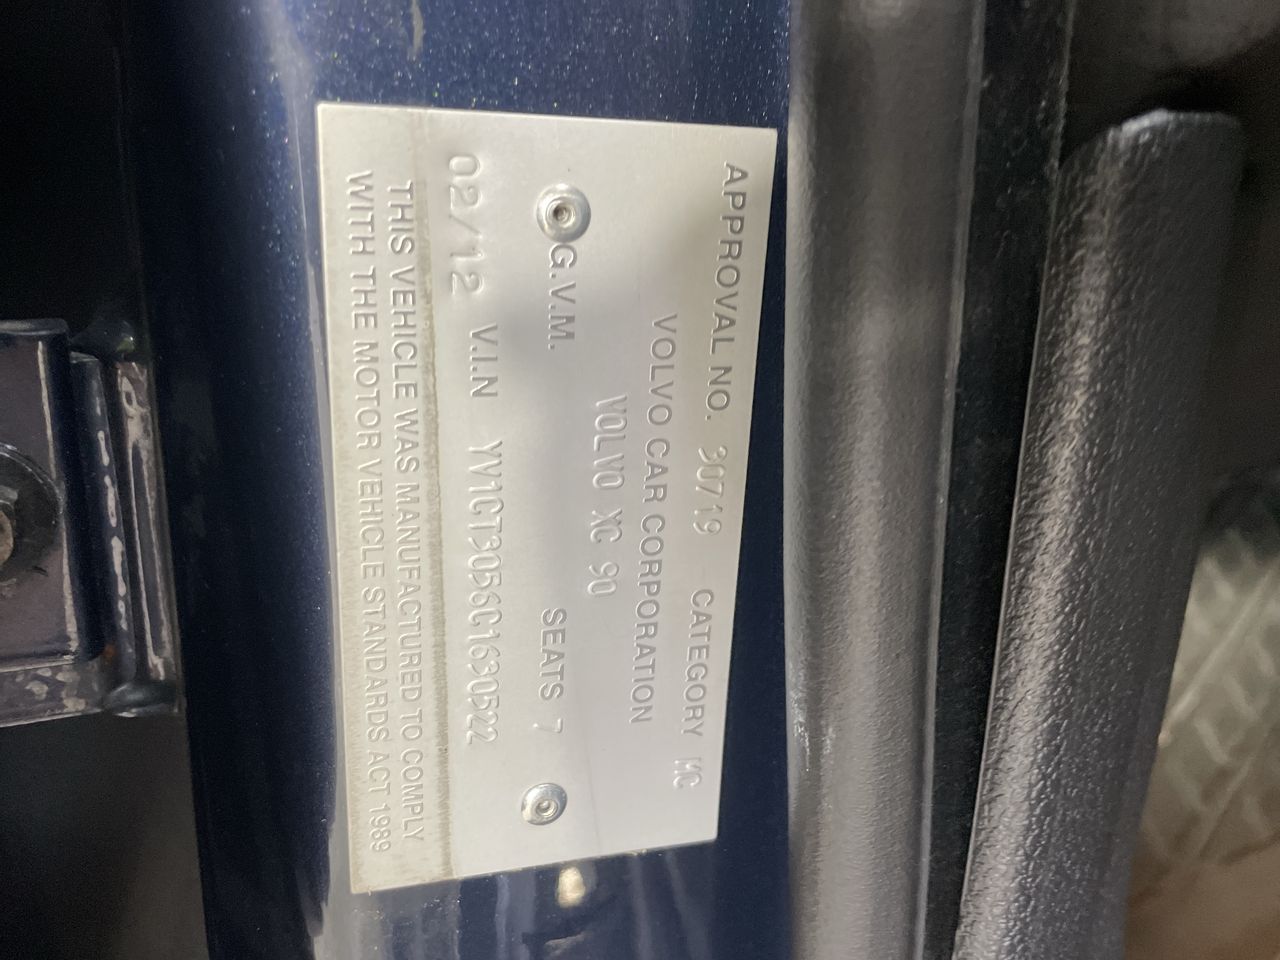 APPROVAL NO. 30719 CATEGORY MC
VOLVO CAR CORPORATION
VOLVO XC 90
G.V.M. SEATS 7
02/12 V.I.N YV1CT3056C1630522
THIS VEHICLE WAS MANUFACTURED TO COMPLY
WITH THE MOTOR VEHICLE STANDARDS ACT 1989